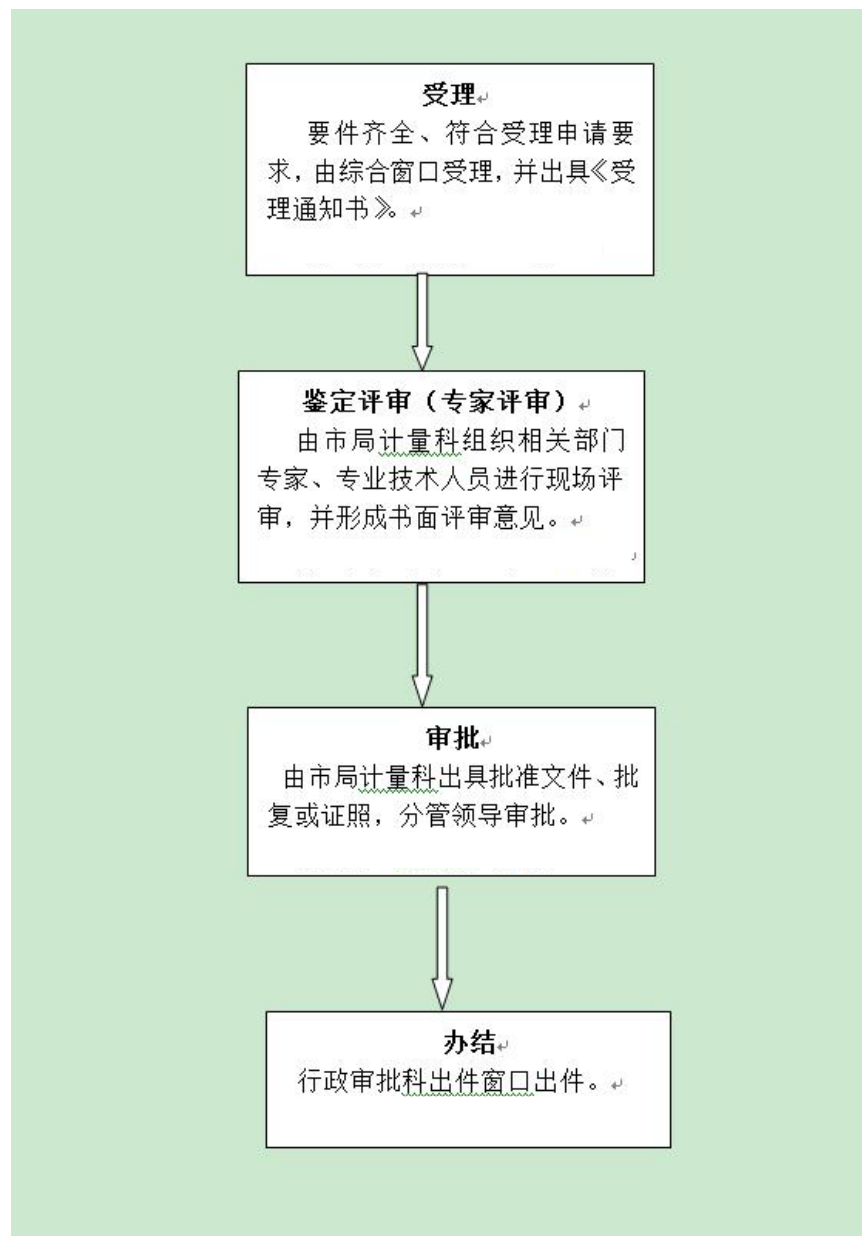 受理
要件齐全、符合受理申请要
求，由综合窗口受理，并出具《受
理通知书》。
鉴定评审（专家评审）
由市局计量科组织相关部门
专家、专业技术人员进行现场评
审，并形成书面评审意见。
审批
由市局计量科出具批准文件、批
复或证照，分管领导审批。
办结
行政审批科出件窗口出件。